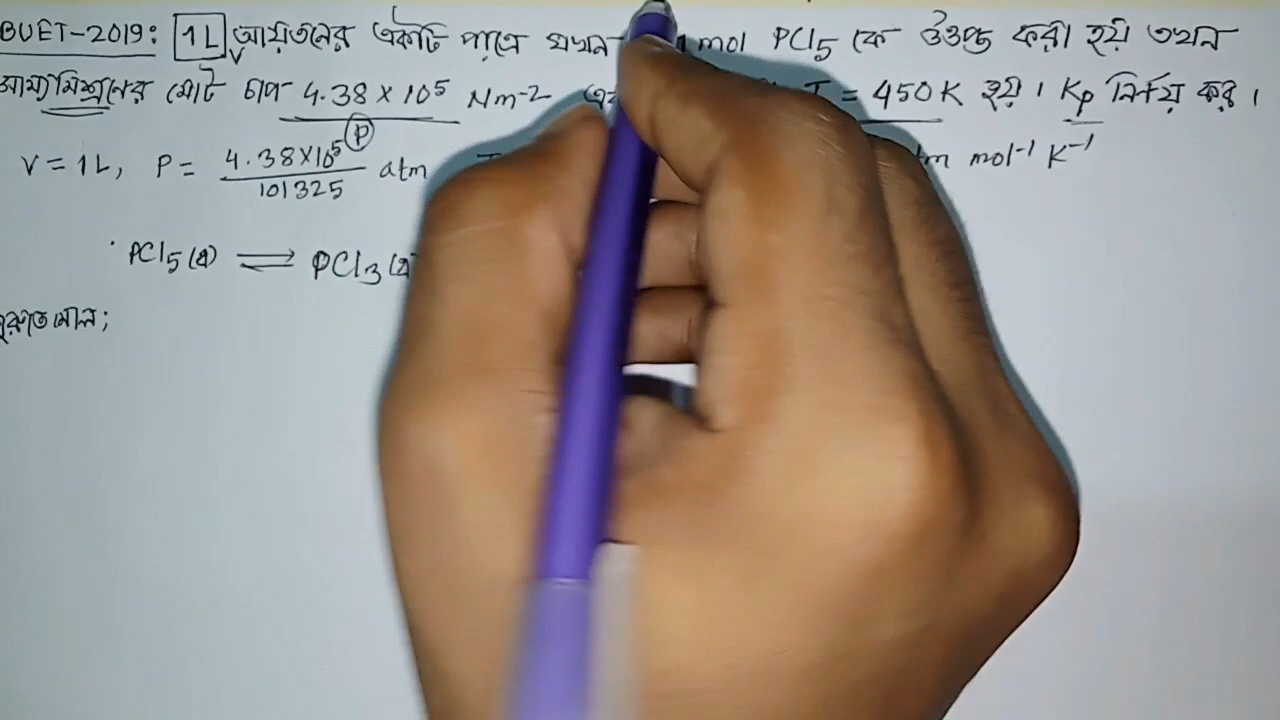 BUET-2019: 1L আয়তনের একটি পাত্রে যখন mol PCl5 কে উত্তপ্ত করা হয় তখন
সাম্যমিশ্রণের মোট চাপ 4.38 × 10^5 Nm^-2 = 450K হয়। Kp নির্ণয় কর।
V = 1L, P = 4.38×10^5 / 101325 atm mol^-1 K^-1
(P)
PCl5(g) ⇌ PCl3(g)
মোল;